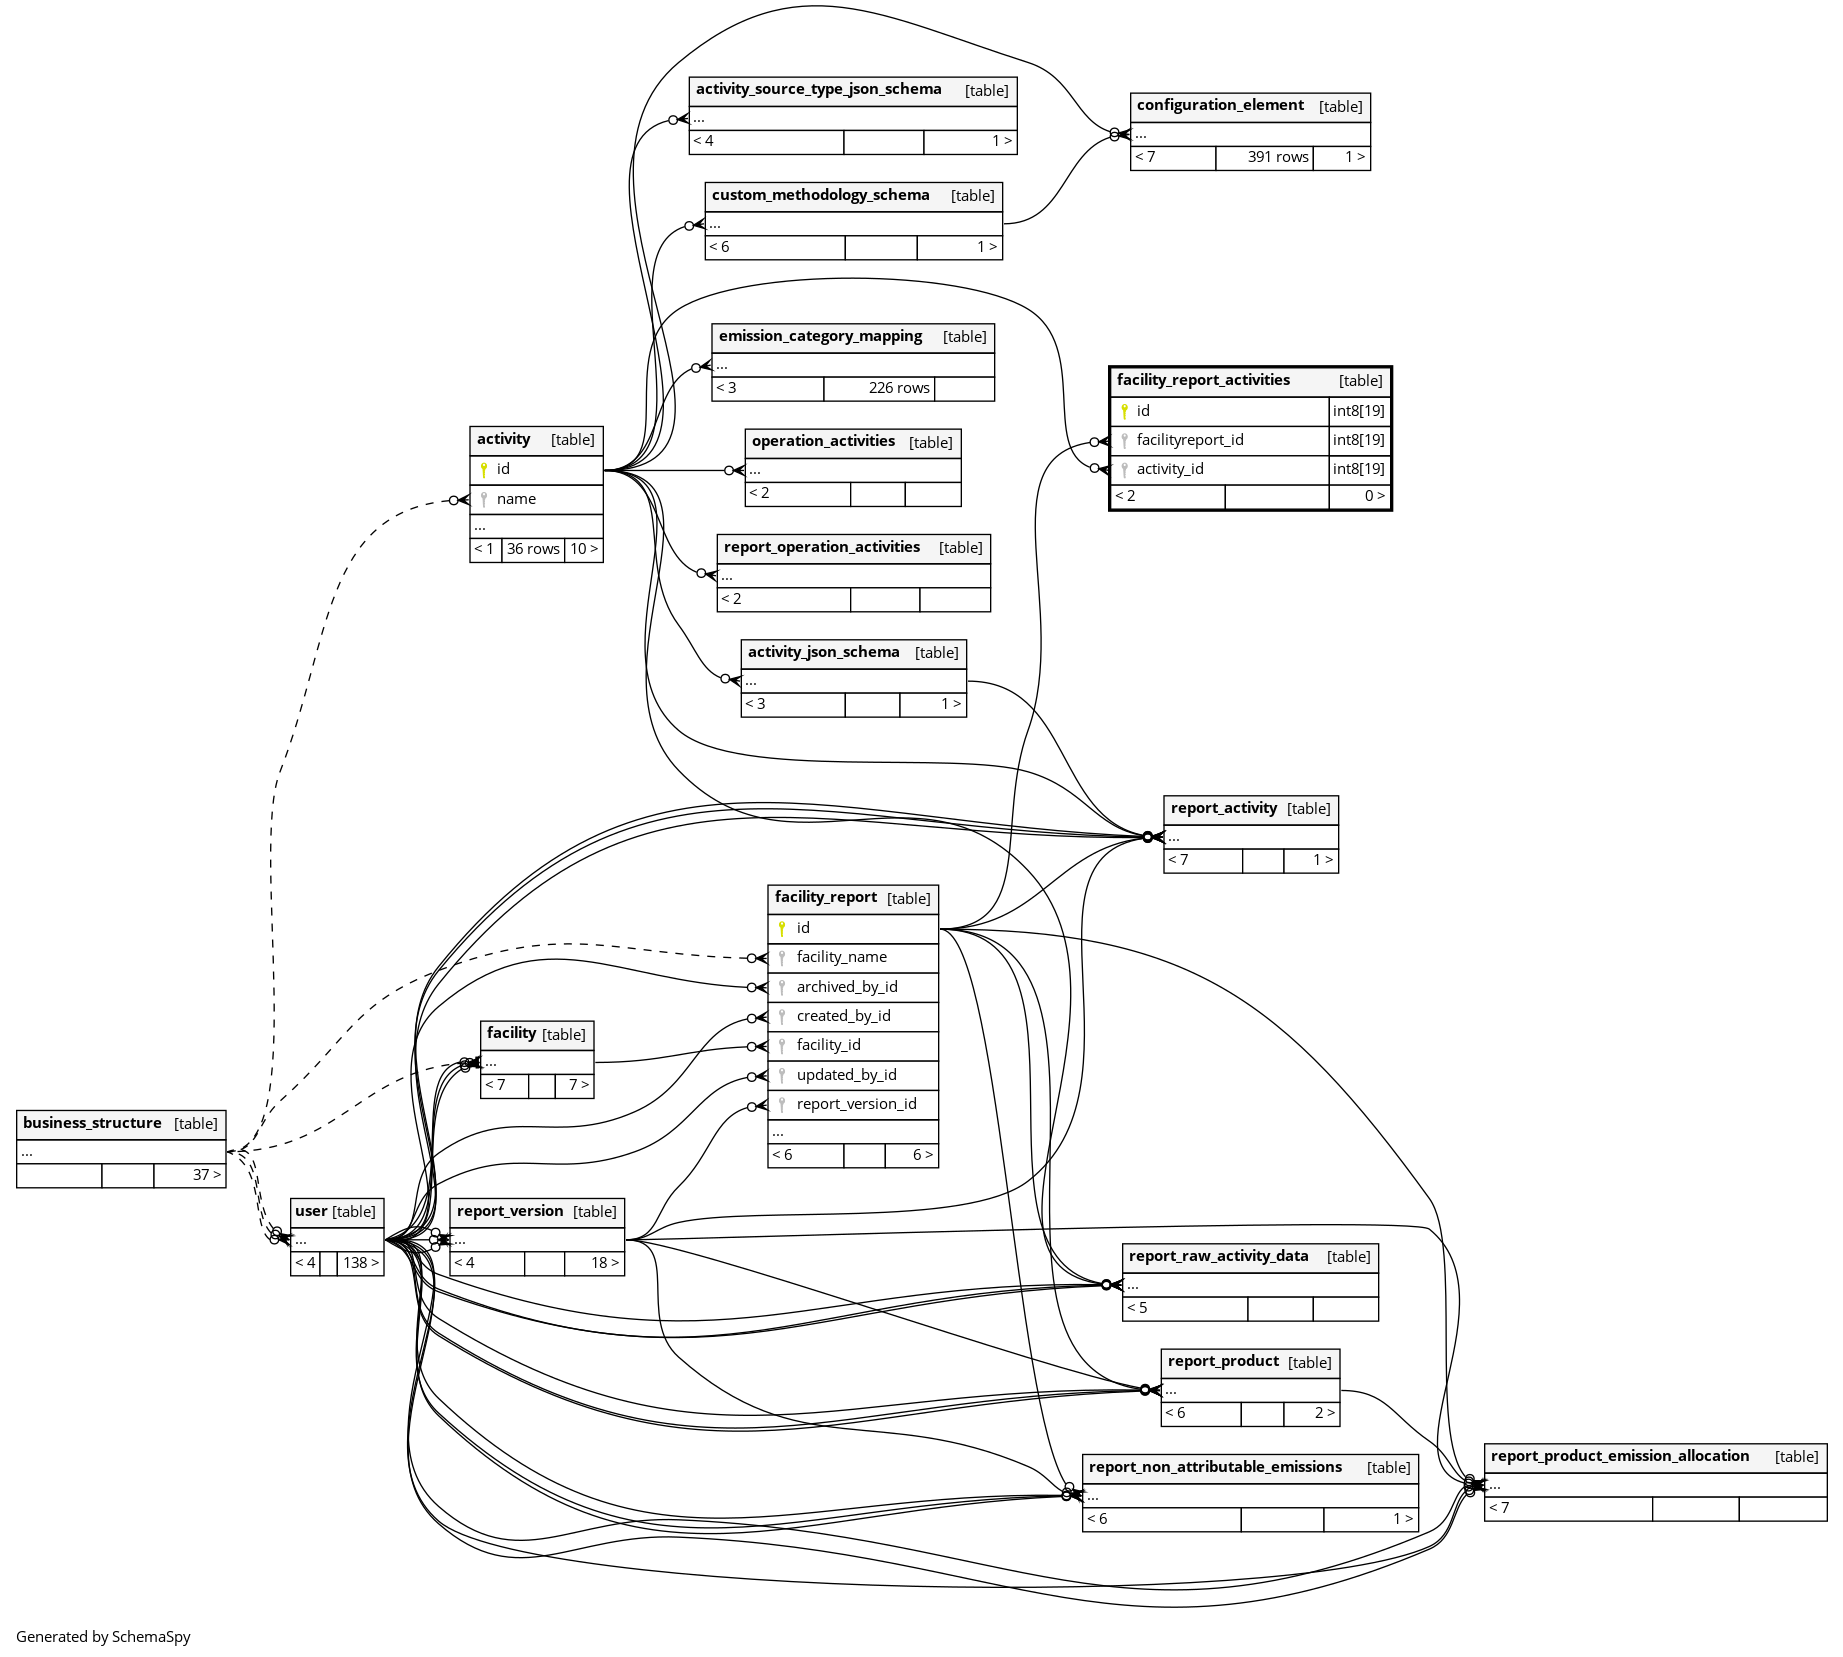 activity_source_type_json_schema [table]
...
< 4 1 >
configuration_element [table]
...
< 7 391 rows 1 >
custom_methodology_schema [table]
...
< 6 1 >
emission_category_mapping [table]
...
< 3 226 rows
facility_report_activities [table]
id int8[19]
facilityreport_id int8[19]
activity_id int8[19]
< 2 0 >
activity [table]
id
name
...
< 1 36 rows 10 >
operation_activities [table]
...
< 2
report_operation_activities [table]
...
< 2
activity_json_schema [table]
...
< 3 1 >
report_activity [table]
...
< 7 1 >
facility_report [table]
id
facility_name
archived_by_id
created_by_id
facility_id
updated_by_id
report_version_id
...
< 6 6 >
facility [table]
...
< 7 7 >
business_structure [table]
...
37 >
user [table]
...
< 4 138 >
report_version [table]
...
< 4 18 >
report_raw_activity_data [table]
...
< 5
report_product [table]
...
< 6 2 >
report_non_attributable_emissions [table]
...
< 6 1 >
report_product_emission_allocation [table]
...
< 7
Generated by SchemaSpy